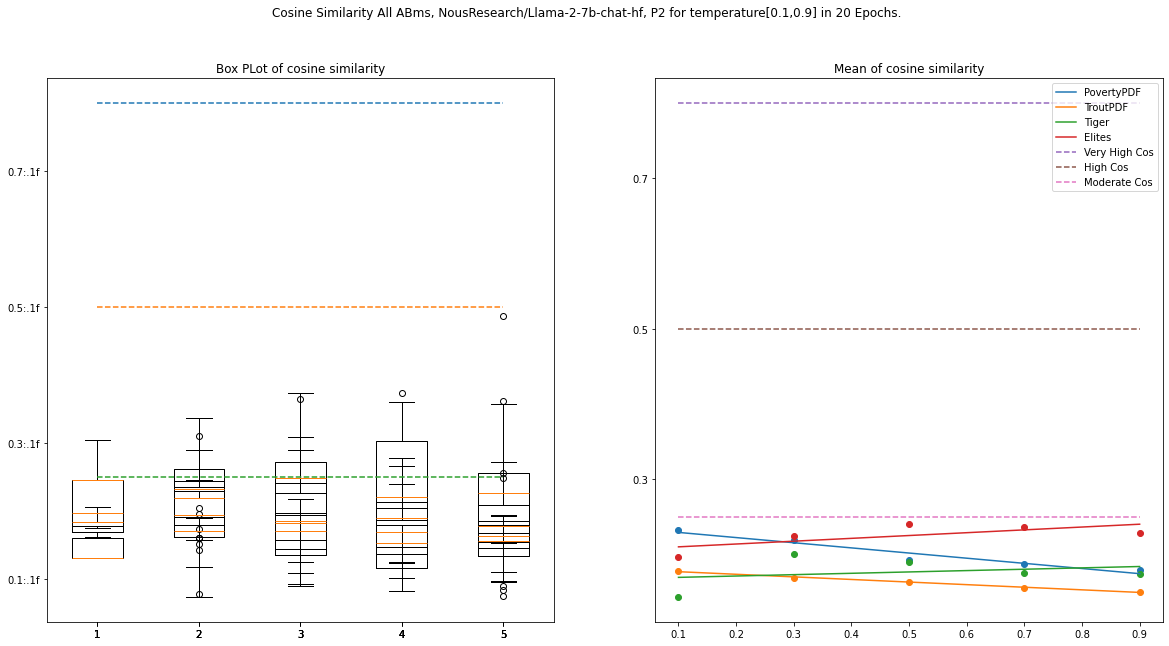 Cosine Similarity All ABms, NousResearch/Llama-2-7b-chat-hf, P2 for temperature[0.1,0.9] in 20 Epochs.
Box PLot of cosine similarity
0.7:.1f
0.5:.1f
0.3:.1f
0.1:.1f
1 2 3 4 5
Mean of cosine similarity
PovertyPDF
TroutPDF
Tiger
Elites
Very High Cos
High Cos
Moderate Cos
0.7
0.5
0.3
0.1 0.2 0.3 0.4 0.5 0.6 0.7 0.8 0.9